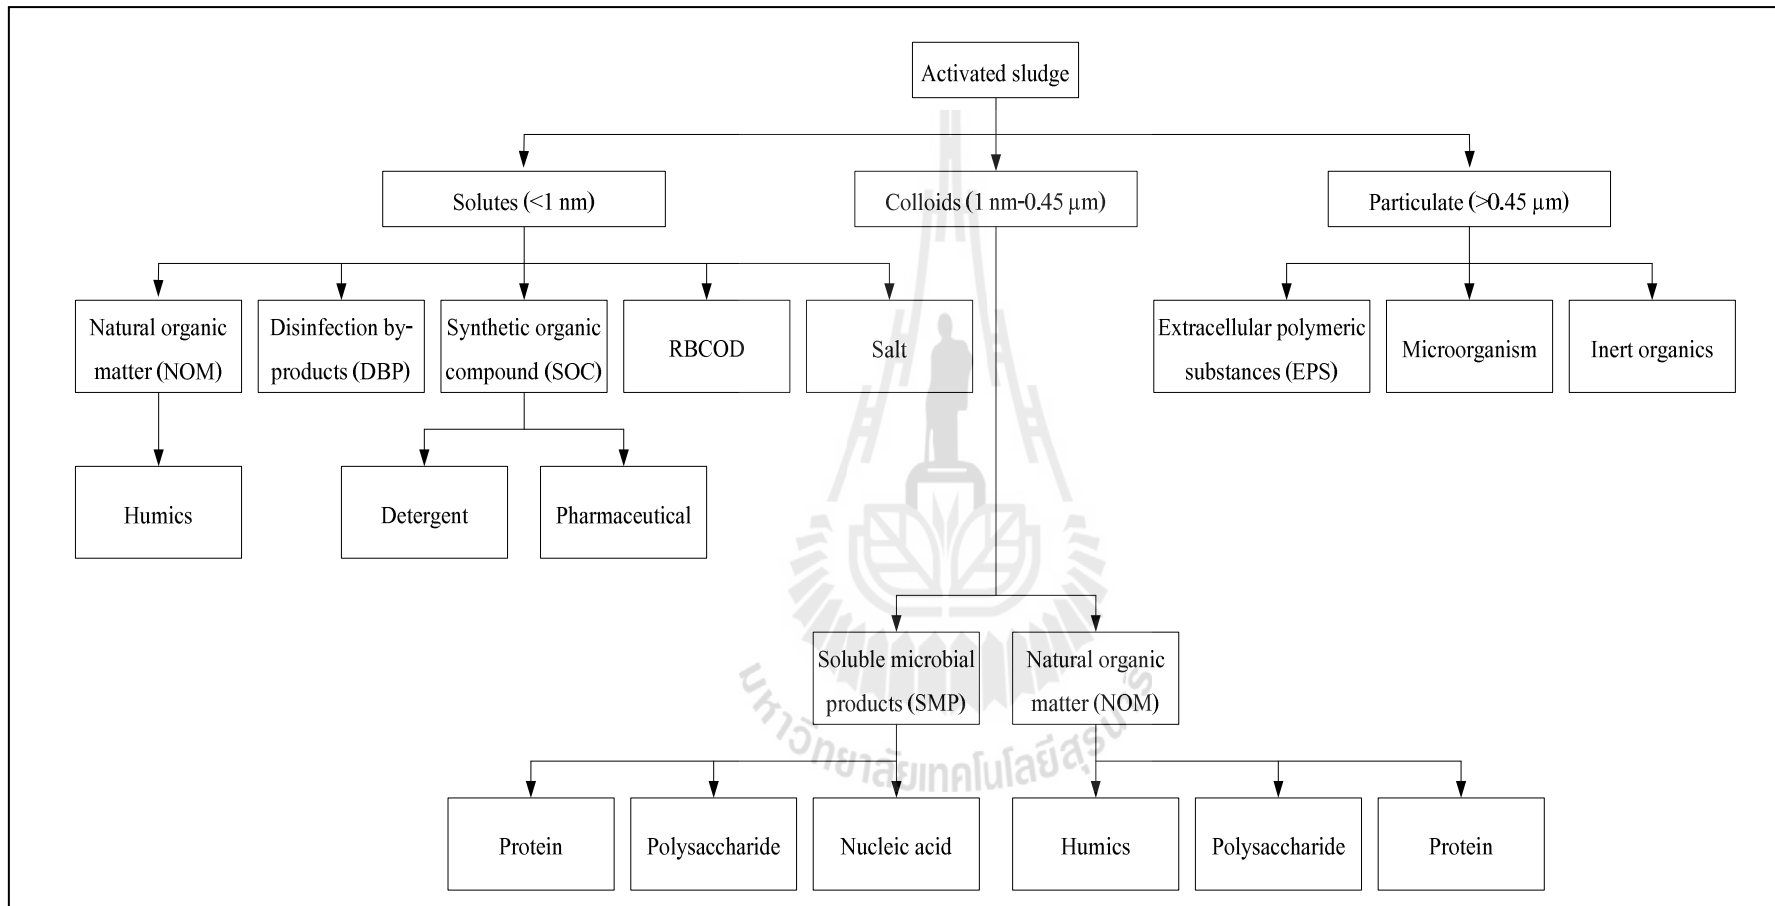 Activated sludge
Solutes (<1 nm)
Colloids (1 nm-0.45 µm)
Particulate (>0.45 µm)
Natural organic
matter (NOM)
Disinfection by-
products (DBP)
Synthetic organic
compound (SOC)
RBCOD
Salt
Extracellular polymeric
substances (EPS)
Microorganism
Inert organics
Humics
Detergent
Pharmaceutical
Soluble microbial
products (SMP)
Natural organic
matter (NOM)
Protein
Polysaccharide
Nucleic acid
Humics
Polysaccharide
Protein